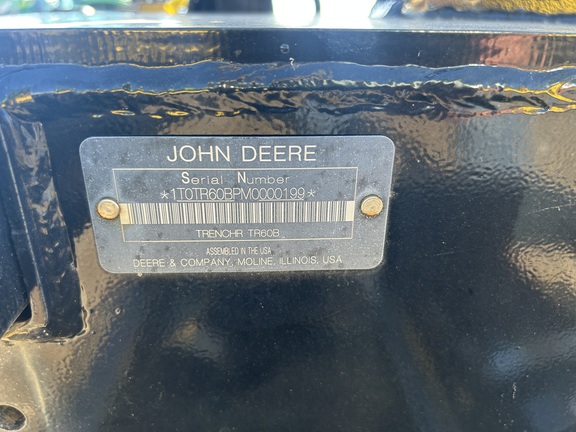 JOHN DEERE
Serial Number
*1T0TR60BPM0000199*
TRENCHR TR60B
ASSEMBLED IN THE USA
DEERE & COMPANY, MOLINE, ILLINOIS, USA